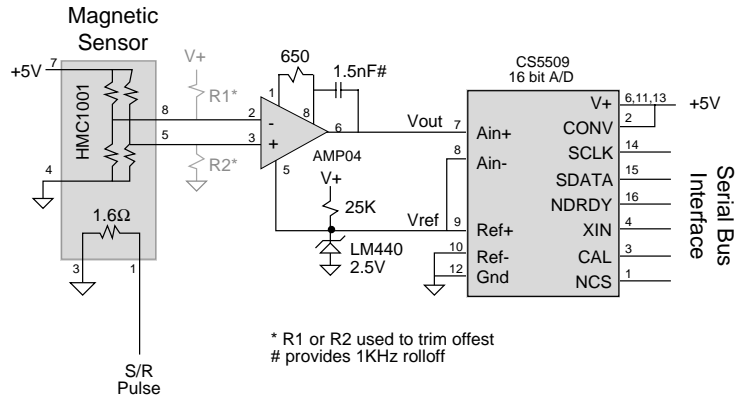 Magnetic
Sensor
+5V
7
HMC1001
8
5
4
1.6Ω
3
1
S/R
Pulse
V+
R1*
R2*
650
1.5nF#
1
8
2
-
3
+
6
5
AMP04
V+
25K
LM440
2.5V
Vout
Vref
CS5509
16 bit A/D
7 Ain+
8 Ain-
9 Ref+
10 Ref-
12 Gnd
V+ 6,11,13 +5V
CONV 2
SCLK 14
SDATA 15
NDRDY 16
XIN 4
CAL 3
NCS 1
Serial Bus
Interface
* R1 or R2 used to trim offest
# provides 1KHz rolloff